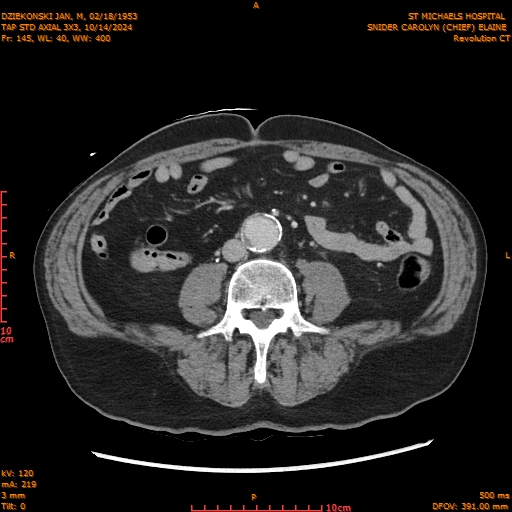 A
DZIEKONSKI JAN, M, 02/18/1953
TAP STD AXIAL 3X3, 10/14/2024
Fr: 145, WL: 40, WW: 400
ST MICHAELS HOSPITAL
SNIDER CAROLYN (CHIEF) ELAINE
Revolution CT
R
L
10
cm
kV: 120
mA: 219
3 mm
Tilt: 0
P
10cm
500 ms
DFOV: 391.00 mm